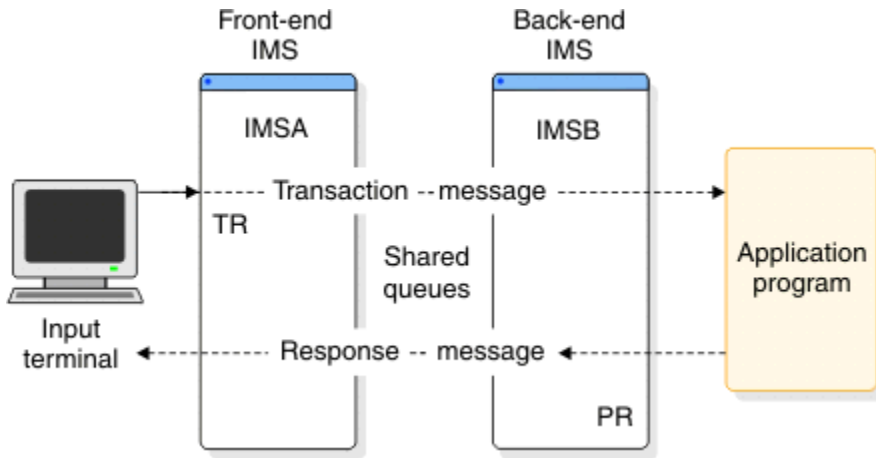 Front-end
IMS
Back-end
IMS
IMSA
IMSB
Transaction message
TR
Shared
queues
Application
program
Input
terminal
Response message
PR